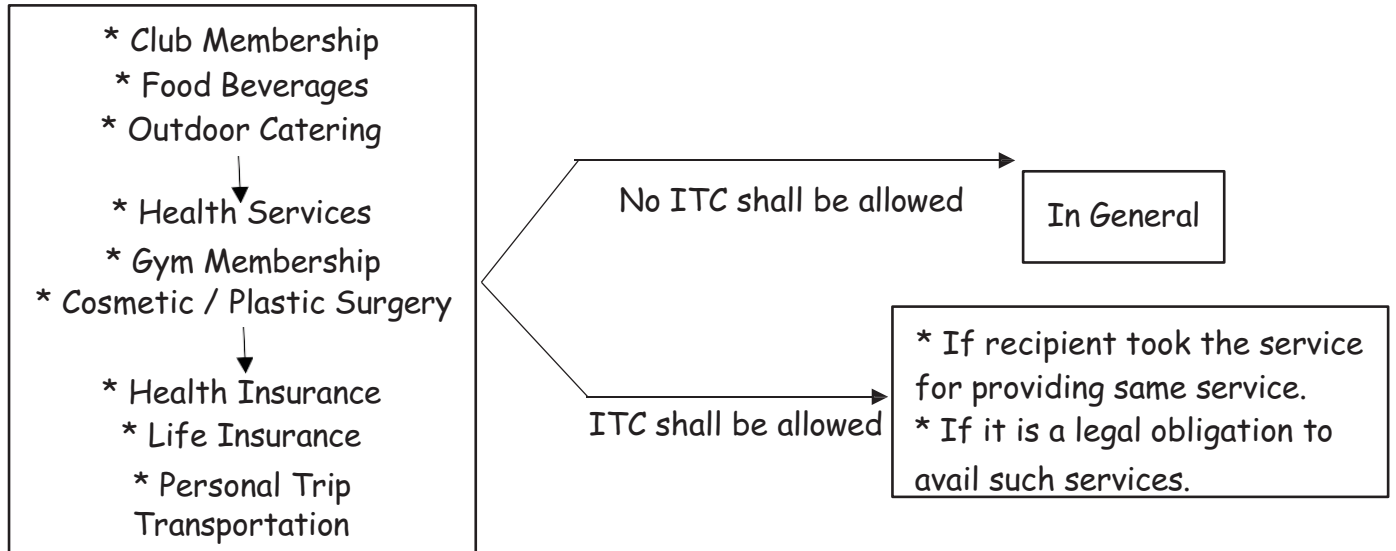 * Club Membership
* Food Beverages
* Outdoor Catering
* Health Services
* Gym Membership
* Cosmetic / Plastic Surgery
* Health Insurance
* Life Insurance
* Personal Trip
Transportation
No ITC shall be allowed
In General
ITC shall be allowed
* If recipient took the service
for providing same service.
* If it is a legal obligation to
avail such services.